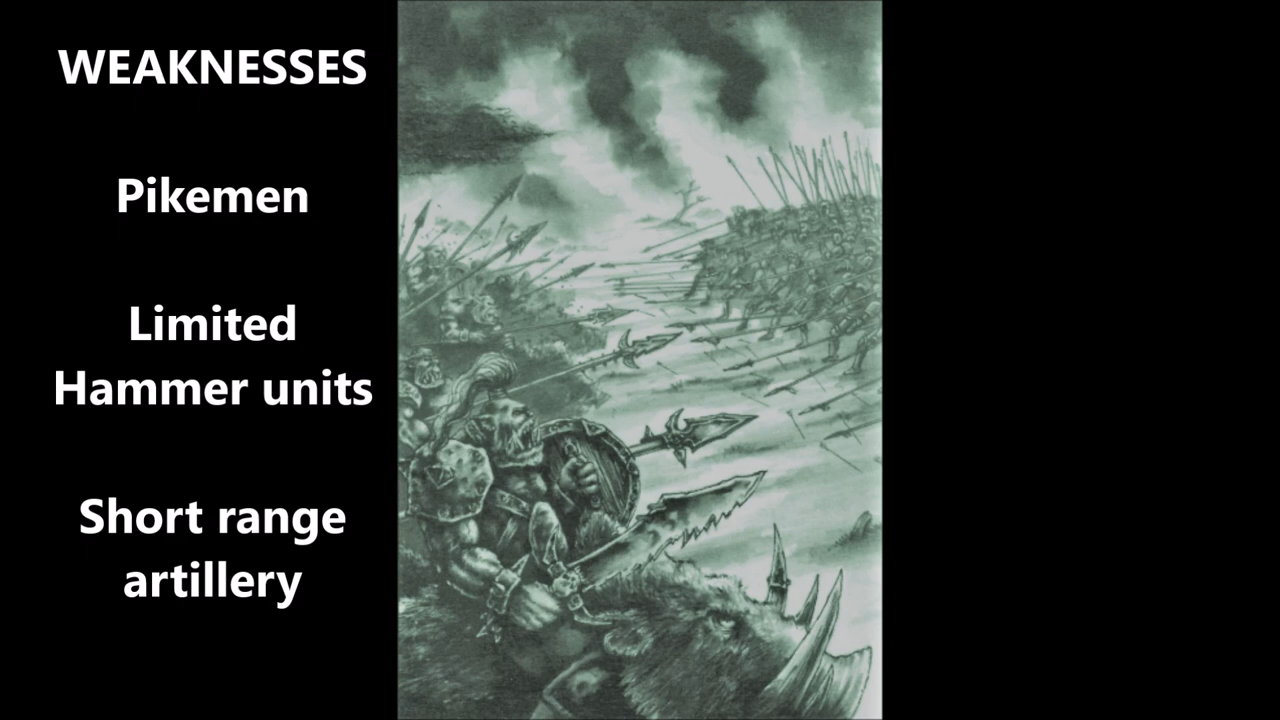 WEAKNESSES
Pikemen
Limited
Hammer units
Short range
artillery